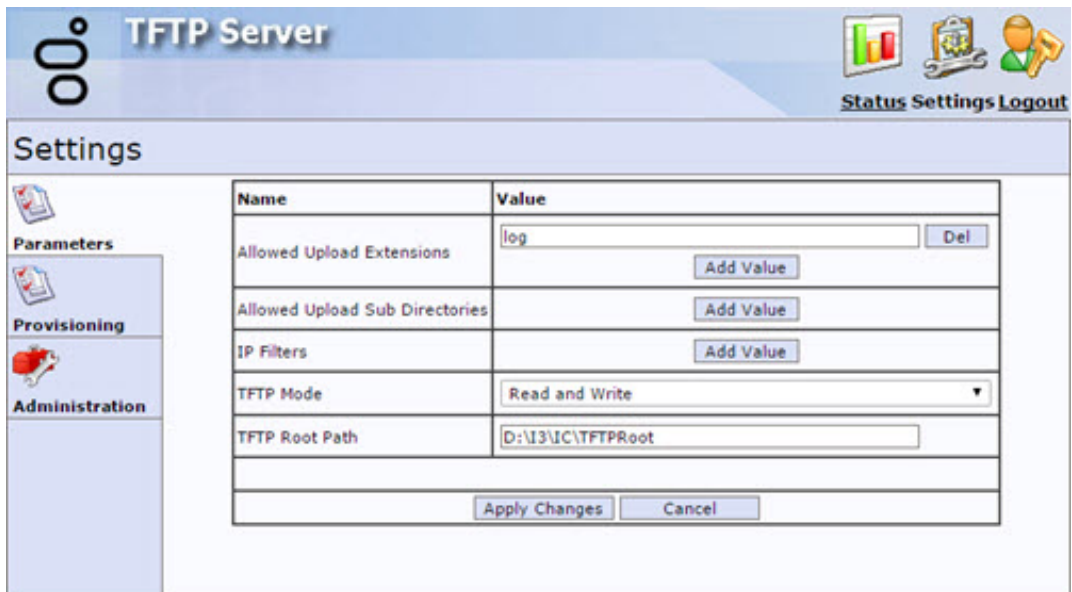 TFTP Server
Status Settings Logout
Settings
Parameters
Provisioning
Administration
Name Value
Allowed Upload Extensions log Del
Add Value
Allowed Upload Sub Directories Add Value
IP Filters Add Value
TFTP Mode Read and Write
TFTP Root Path D:\I3\IC\TFTPRoot
Apply Changes Cancel